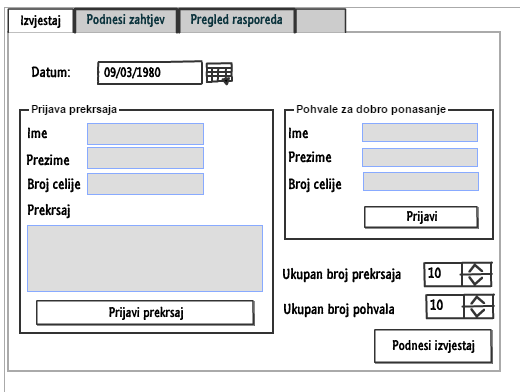 Izvjestaj Podnesi zahtjev Pregled rasporeda
Datum: 09/03/1980
Prijava prekrsaja
Ime
Prezime
Broj celije
Prekrsaj
Prijavi prekrsaj
Pohvale za dobro ponasanje
Ime
Prezime
Broj celije
Prijavi
Ukupan broj prekrsaja 10
Ukupan broj pohvala 10
Podnesi izvjestaj